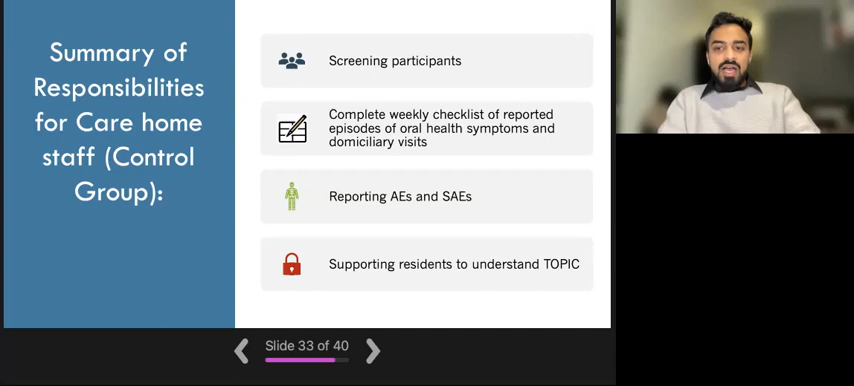 Summary of
Responsibilities
for Care home
staff (Control
Group):
Screening participants
Complete weekly checklist of reported
episodes of oral health symptoms and
domiciliary visits
Reporting AEs and SAEs
Supporting residents to understand TOPIC
Slide 33 of 40